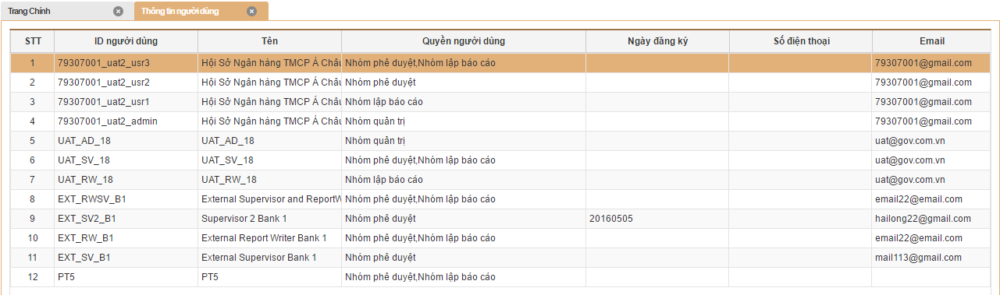 Trang Chính Thông tin người dùng
STT ID người dùng Tên Quyền người dùng Ngày đăng ký Số điện thoại Email
1 79307001_uat2_usr3 Hội Sở Ngân hàng TMCP Á Châu Nhóm phê duyệt,Nhóm lập báo cáo 79307001@gmail.com
2 79307001_uat2_usr2 Hội Sở Ngân hàng TMCP Á Châu Nhóm phê duyệt 79307001@gmail.com
3 79307001_uat2_usr1 Hội Sở Ngân hàng TMCP Á Châu Nhóm lập báo cáo 79307001@gmail.com
4 79307001_uat2_admin Hội Sở Ngân hàng TMCP Á Châu Nhóm quản trị 79307001@gmail.com
5 UAT_AD_18 UAT_AD_18 Nhóm quản trị uat@gov.com.vn
6 UAT_SV_18 UAT_SV_18 Nhóm phê duyệt,Nhóm lập báo cáo uat@gov.com.vn
7 UAT_RW_18 UAT_RW_18 Nhóm lập báo cáo uat@gov.com.vn
8 EXT_RWSV_B1 External Supervisor and ReportW Nhóm phê duyệt,Nhóm lập báo cáo email22@email.com
9 EXT_SV2_B1 Supervisor 2 Bank 1 Nhóm phê duyệt 20160505 hailong22@gmail.com
10 EXT_RW_B1 External Report Writer Bank 1 Nhóm phê duyệt,Nhóm lập báo cáo email22@email.com
11 EXT_SV_B1 External Supervisor Bank 1 Nhóm phê duyệt mail113@gmail.com
12 PT5 PT5 Nhóm phê duyệt,Nhóm lập báo cáo